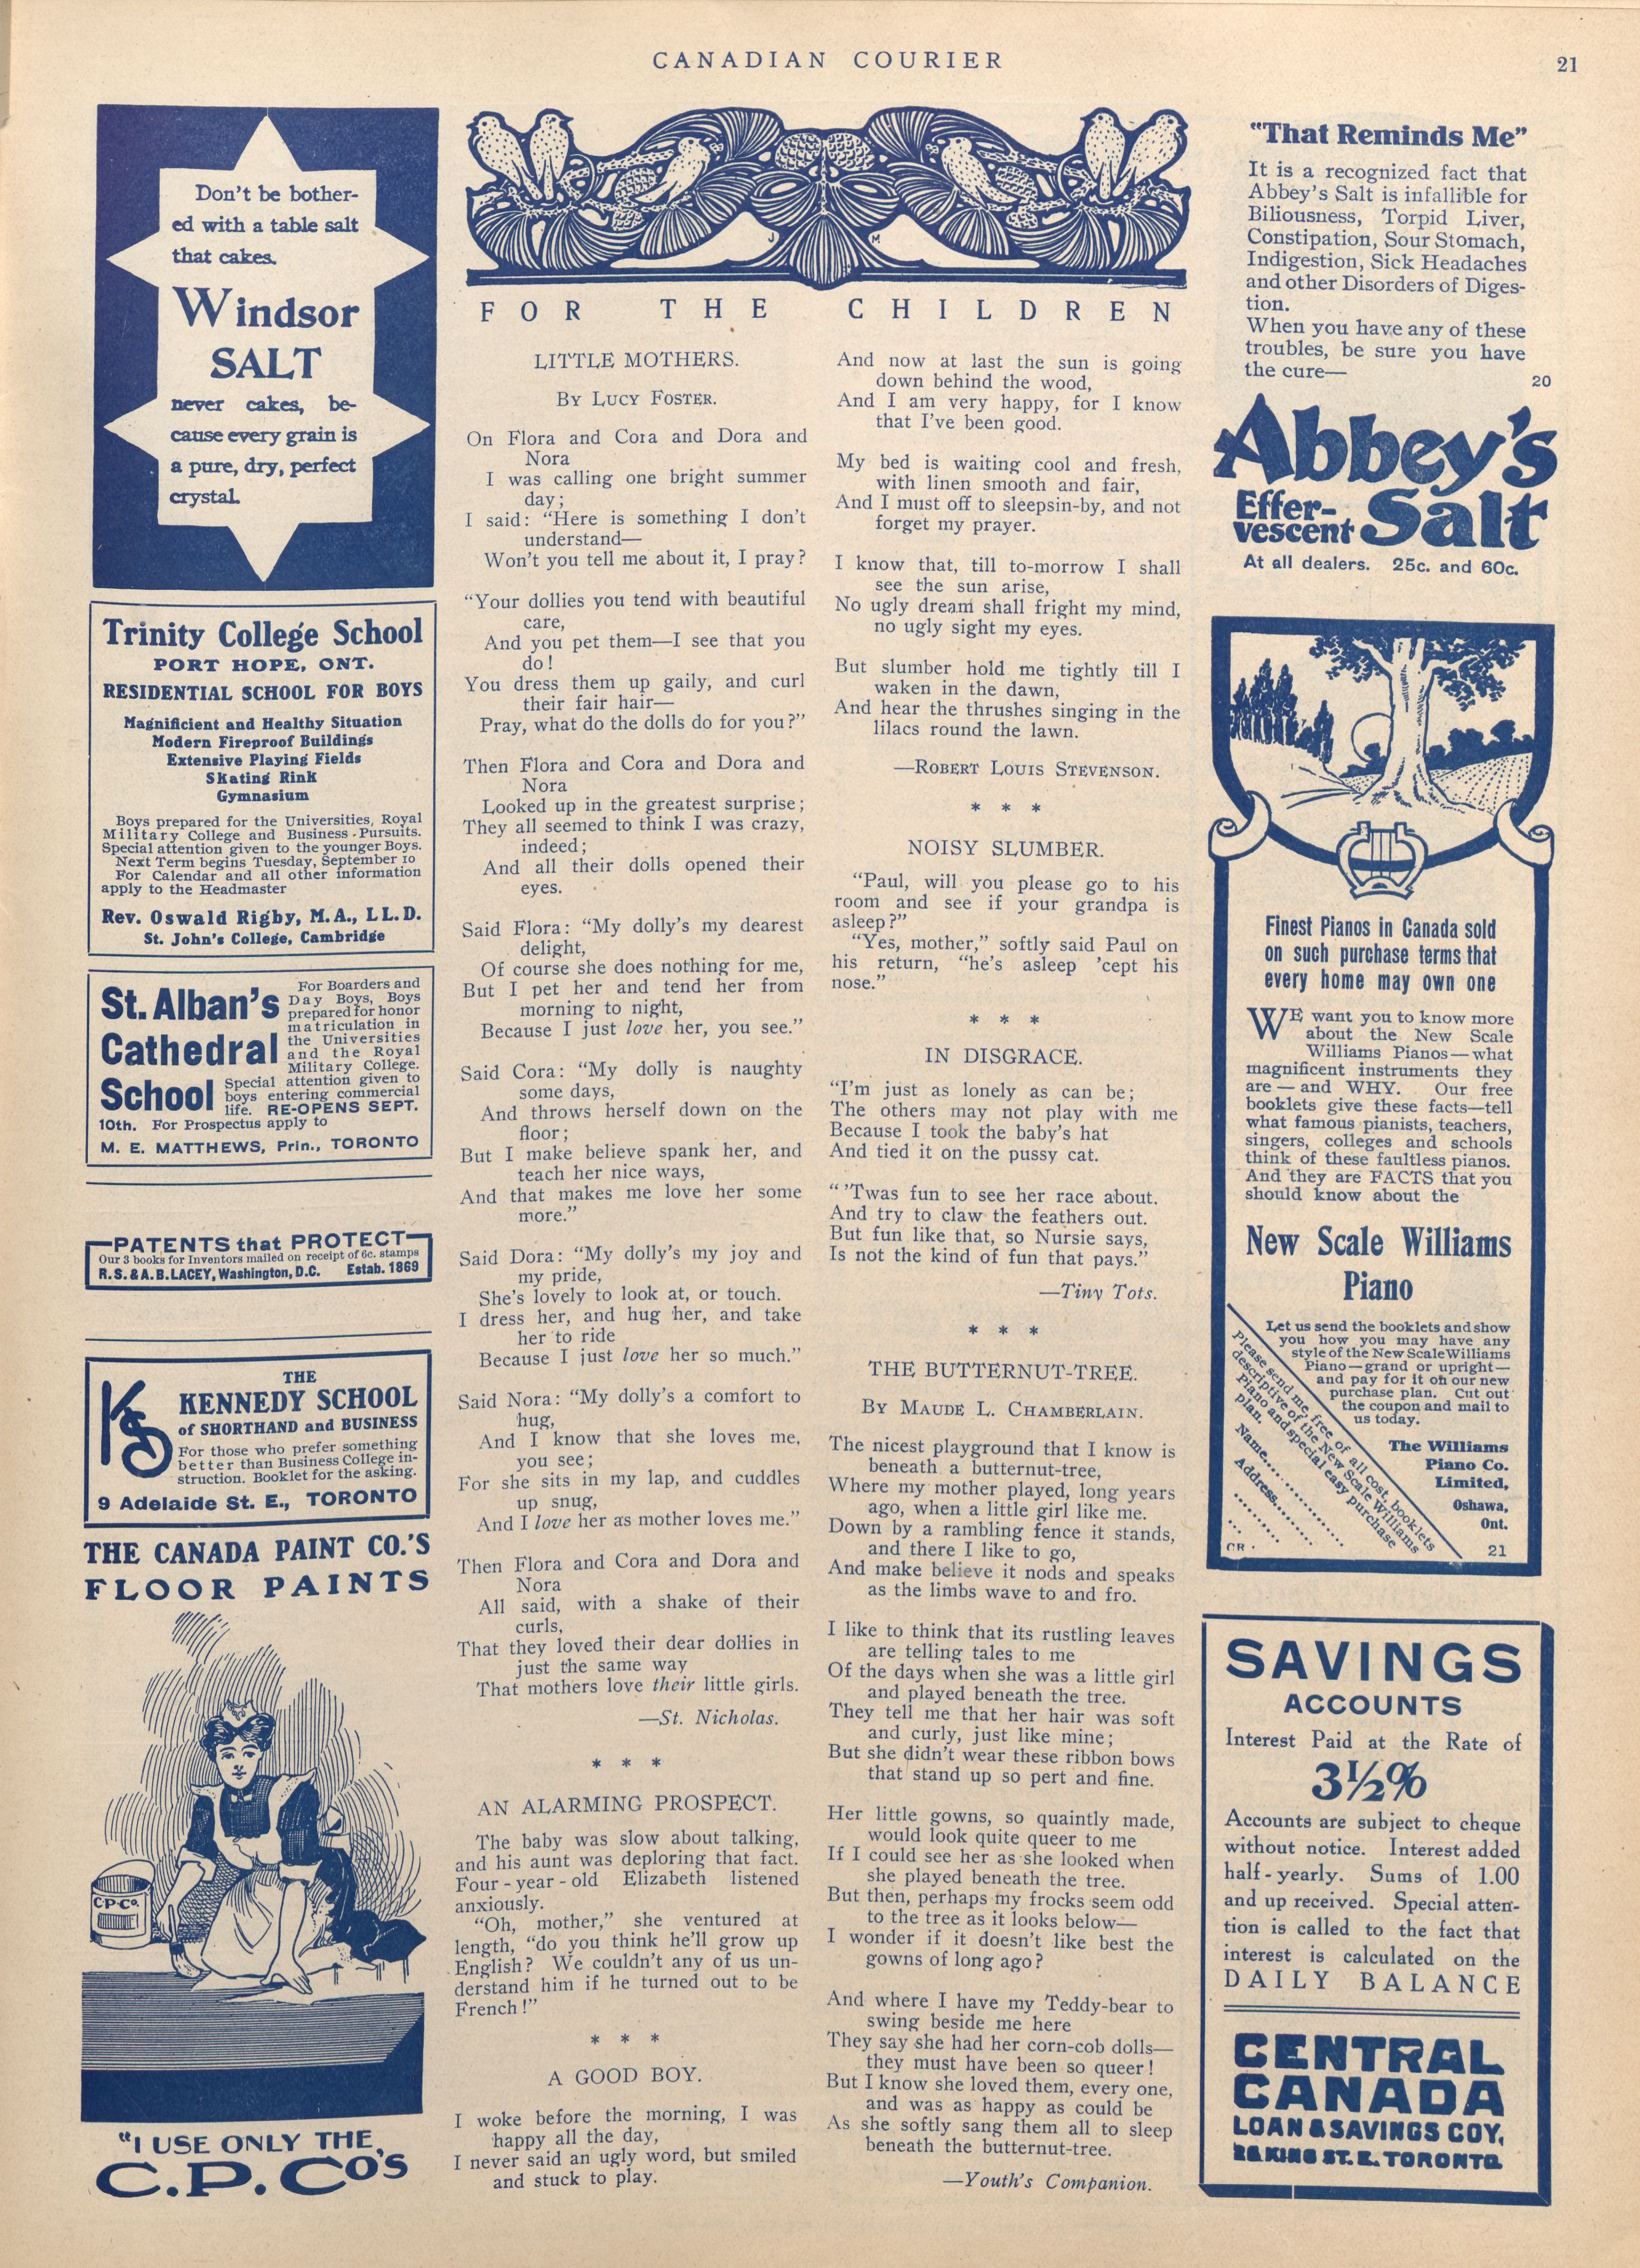 CANADIAN COURIER
21
Don't be bother-
ed with a table salt
that cakes.
Windsor
SALT
never cakes, be-
cause every grain is
a pure, dry, perfect
crystal.
Trinity College School
PORT HOPE, ONT.
RESIDENTIAL SCHOOL FOR BOYS
Magnificient and Healthy Situation
Modern Fireproof Buildings
Extensive Playing Fields
Skating Rink
Gymnasium
Boys prepared for the Universities, Royal
Military College and Business Pursuits.
Special attention given to the younger Boys.
Next Term begins Tuesday, September 10
For Calendar and all other information
apply to the Headmaster
Rev. Oswald Rigby, M.A., LL.D.
St. John's College, Cambridge
St. Alban's
Cathedral
School
For Boarders and
Day Boys, Boys
prepared for honor
matriculation in
the Universities
and the Royal
Military College.
Special attention given to
boys entering commercial
life. RE-OPENS SEPT.
10th. For Prospectus apply to
M. E. MATTHEWS, Prin., TORONTO
PATENTS that PROTECT
Our 3 books for Inventors mailed on receipt of 6c. stamps
R. S. & A. B. LACEY, Washington, D.C. Estab. 1869
KSS
THE
KENNEDY SCHOOL
of SHORTHAND and BUSINESS
For those who prefer something
better than Business College in-
struction. Booklet for the asking.
9 Adelaide St. E., TORONTO
THE CANADA PAINT CO.'S
FLOOR PAINTS
C.P.Co.
"I USE ONLY THE
C.P. Co's
J M
FOR THE CHILDREN
LITTLE MOTHERS.
By Lucy Foster.
On Flora and Cora and Dora and
Nora
I was calling one bright summer
day;
I said: "Here is something I don't
understand—
Won't you tell me about it, I pray?
"Your dollies you tend with beautiful
care,
And you pet them—I see that you
do!
You dress them up gaily, and curl
their fair hair—
Pray, what do the dolls do for you?"
Then Flora and Cora and Dora and
Nora
Looked up in the greatest surprise;
They all seemed to think I was crazy,
indeed;
And all their dolls opened their
eyes.
Said Flora: "My dolly's my dearest
delight,
Of course she does nothing for me,
But I pet her and tend her from
morning to night,
Because I just love her, you see."
Said Cora: "My dolly is naughty
some days,
And throws herself down on the
floor;
But I make believe spank her, and
teach her nice ways,
And that makes me love her some
more."
Said Dora: "My dolly's my joy and
my pride,
She's lovely to look at, or touch.
I dress her, and hug her, and take
her to ride
Because I just love her so much."
Said Nora: "My dolly's a comfort to
hug,
And I know that she loves me,
you see;
For she sits in my lap, and cuddles
up snug,
And I love her as mother loves me."
Then Flora and Cora and Dora and
Nora
All said, with a shake of their
curls,
That they loved their dear dollies in
just the same way
That mothers love their little girls.
—St. Nicholas.
* * *
AN ALARMING PROSPECT.
The baby was slow about talking,
and his aunt was deploring that fact.
Four-year-old Elizabeth listened
anxiously.
"Oh, mother," she ventured at
length, "do you think he'll grow up
English? We couldn't any of us un-
derstand him if he turned out to be
French!"
* * *
A GOOD BOY.
I woke before the morning, I was
happy all the day,
I never said an ugly word, but smiled
and stuck to play.
And now at last the sun is going
down behind the wood,
And I am very happy, for I know
that I've been good.
My bed is waiting cool and fresh,
with linen smooth and fair,
And I must off to sleepsin-by, and not
forget my prayer.
I know that, till to-morrow I shall
see the sun arise,
No ugly dream shall fright my mind,
no ugly sight my eyes.
But slumber hold me tightly till I
waken in the dawn,
And hear the thrushes singing in the
lilacs round the lawn.
—Robert Louis Stevenson.
* * *
NOISY SLUMBER.
"Paul, will you please go to his
room and see if your grandpa is
asleep?"
"Yes, mother," softly said Paul on
his return, "he's asleep 'cept his
nose."
* * *
IN DISGRACE.
"I'm just as lonely as can be;
The others may not play with me
Because I took the baby's hat
And tied it on the pussy cat.
" 'Twas fun to see her race about.
And try to claw the feathers out.
But fun like that, so Nursie says,
Is not the kind of fun that pays."
—Tiny Tots.
* * *
THE BUTTERNUT-TREE.
By Maude L. Chamberlain.
The nicest playground that I know is
beneath a butternut-tree,
Where my mother played, long years
ago, when a little girl like me.
Down by a rambling fence it stands,
and there I like to go,
And make believe it nods and speaks
as the limbs wave to and fro.
I like to think that its rustling leaves
are telling tales to me
Of the days when she was a little girl
and played beneath the tree.
They tell me that her hair was soft
and curly, just like mine;
But she didn't wear these ribbon bows
that stand up so pert and fine.
Her little gowns, so quaintly made,
would look quite queer to me
If I could see her as she looked when
she played beneath the tree.
But then, perhaps my frocks seem odd
to the tree as it looks below—
I wonder if it doesn't like best the
gowns of long ago?
And where I have my Teddy-bear to
swing beside me here
They say she had her corn-cob dolls—
they must have been so queer!
But I know she loved them, every one,
and was as happy as could be
As she softly sang them all to sleep
beneath the butternut-tree.
—Youth's Companion.
"That Reminds Me"
It is a recognized fact that
Abbey's Salt is infallible for
Biliousness, Torpid Liver,
Constipation, Sour Stomach,
Indigestion, Sick Headaches
and other Disorders of Diges-
tion.
When you have any of these
troubles, be sure you have
the cure—
20
Abbey's
Effer-
vescent Salt
At all dealers. 25c. and 60c.
Finest Pianos in Canada sold
on such purchase terms that
every home may own one
WE want you to know more
about the New Scale
Williams Pianos—what
magnificent instruments they
are—and WHY. Our free
booklets give these facts—tell
what famous pianists, teachers,
singers, colleges and schools
think of these faultless pianos.
And they are FACTS that you
should know about the
New Scale Williams
Piano
Let us send the booklets and show
you how you may have any
style of the New Scale Williams
Piano—grand or upright—
and pay for it on our new
purchase plan. Cut out
the coupon and mail to
us today.
The Williams
Piano Co.
Limited,
Oshawa,
Ont.
21
Please send me, free of all cost, booklets
descriptive of the New Scale Williams
Piano and special easy purchase
plan.
Name
Address
CR
SAVINGS
ACCOUNTS
Interest Paid at the Rate of
3½%
Accounts are subject to cheque
without notice. Interest added
half-yearly. Sums of 1.00
and up received. Special atten-
tion is called to the fact that
interest is calculated on the
DAILY BALANCE
CENTRAL
CANADA
LOAN & SAVINGS COY,
26 KING ST. E. TORONTO